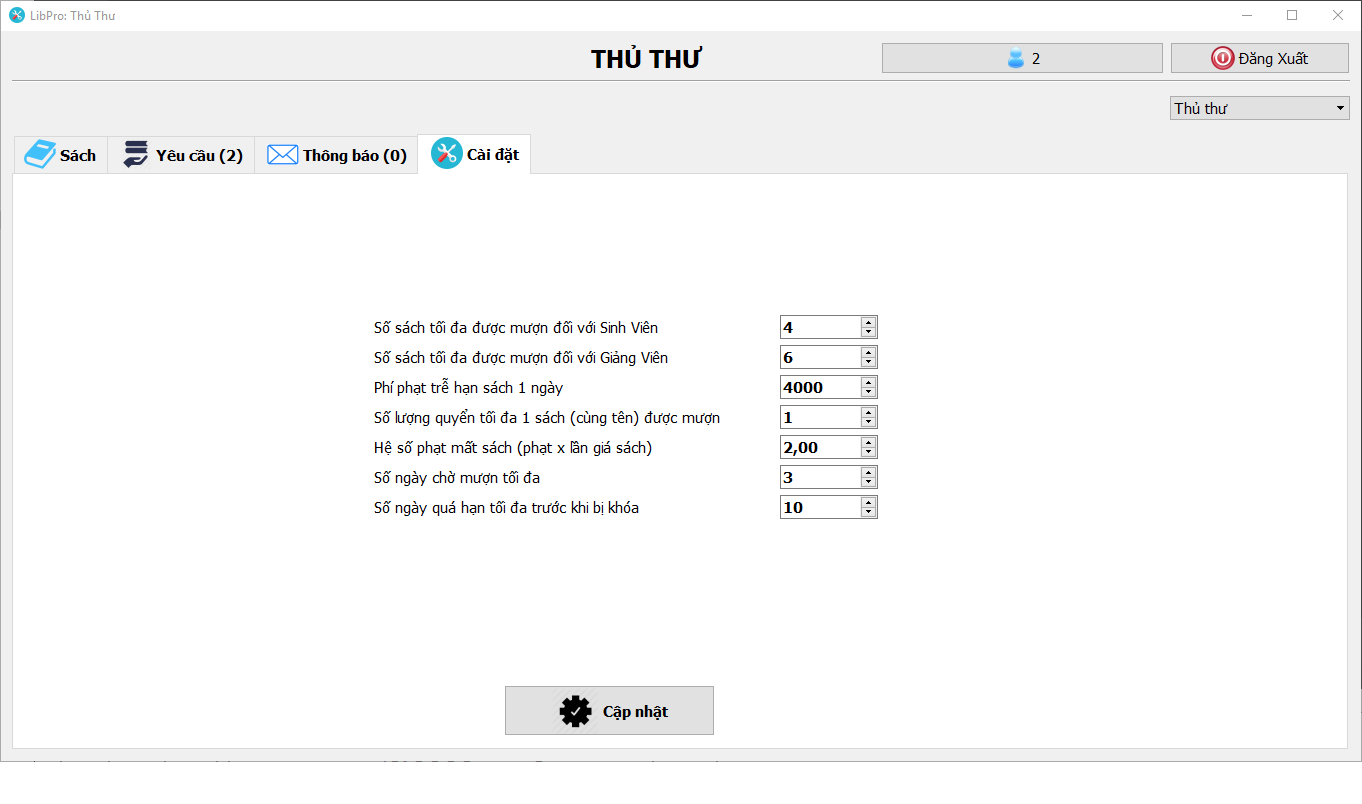 LibPro: Thủ Thư
THỦ THƯ
2
Đăng Xuất
Thủ thư
Sách
Yêu cầu (2)
Thông báo (0)
Cài đặt
Số sách tối đa được mượn đối với Sinh Viên
4
Số sách tối đa được mượn đối với Giảng Viên
6
Phí phạt trễ hạn sách 1 ngày
4000
Số lượng quyển tối đa 1 sách (cùng tên) được mượn
1
Hệ số phạt mất sách (phạt x lần giá sách)
2,00
Số ngày chờ mượn tối đa
3
Số ngày quá hạn tối đa trước khi bị khóa
10
Cập nhật